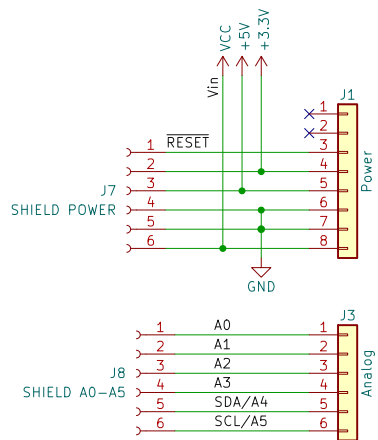 VCC
+5V
+3.3V
Vin
J1
1
2
1 RESET 3
2 4
J7 3 5
SHIELD POWER 4 6
5 7
6 8
Power
GND
J3
1 A0 1
2 A1 2
J8 3 A2 3
SHIELD A0-A5 4 A3 4
5 SDA/A4 5
6 SCL/A5 6
Analog